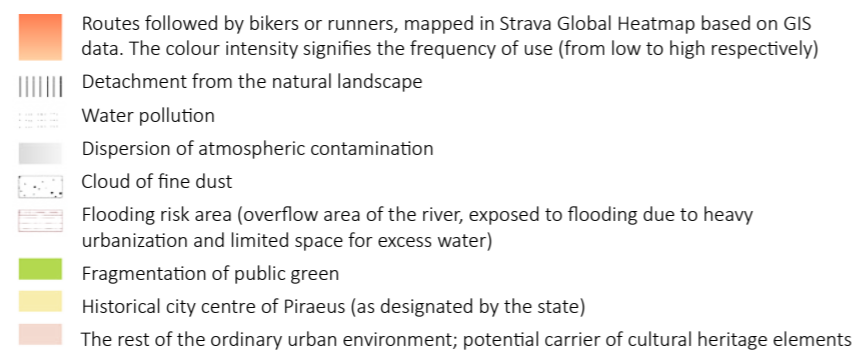 Routes followed by bikers or runners, mapped in Strava Global Heatmap based on GIS
data. The colour intensity signifies the frequency of use (from low to high respectively)
Detachment from the natural landscape
Water pollution
Dispersion of atmospheric contamination
Cloud of fine dust
Flooding risk area (overflow area of the river, exposed to flooding due to heavy
urbanization and limited space for excess water)
Fragmentation of public green
Historical city centre of Piraeus (as designated by the state)
The rest of the ordinary urban environment; potential carrier of cultural heritage elements